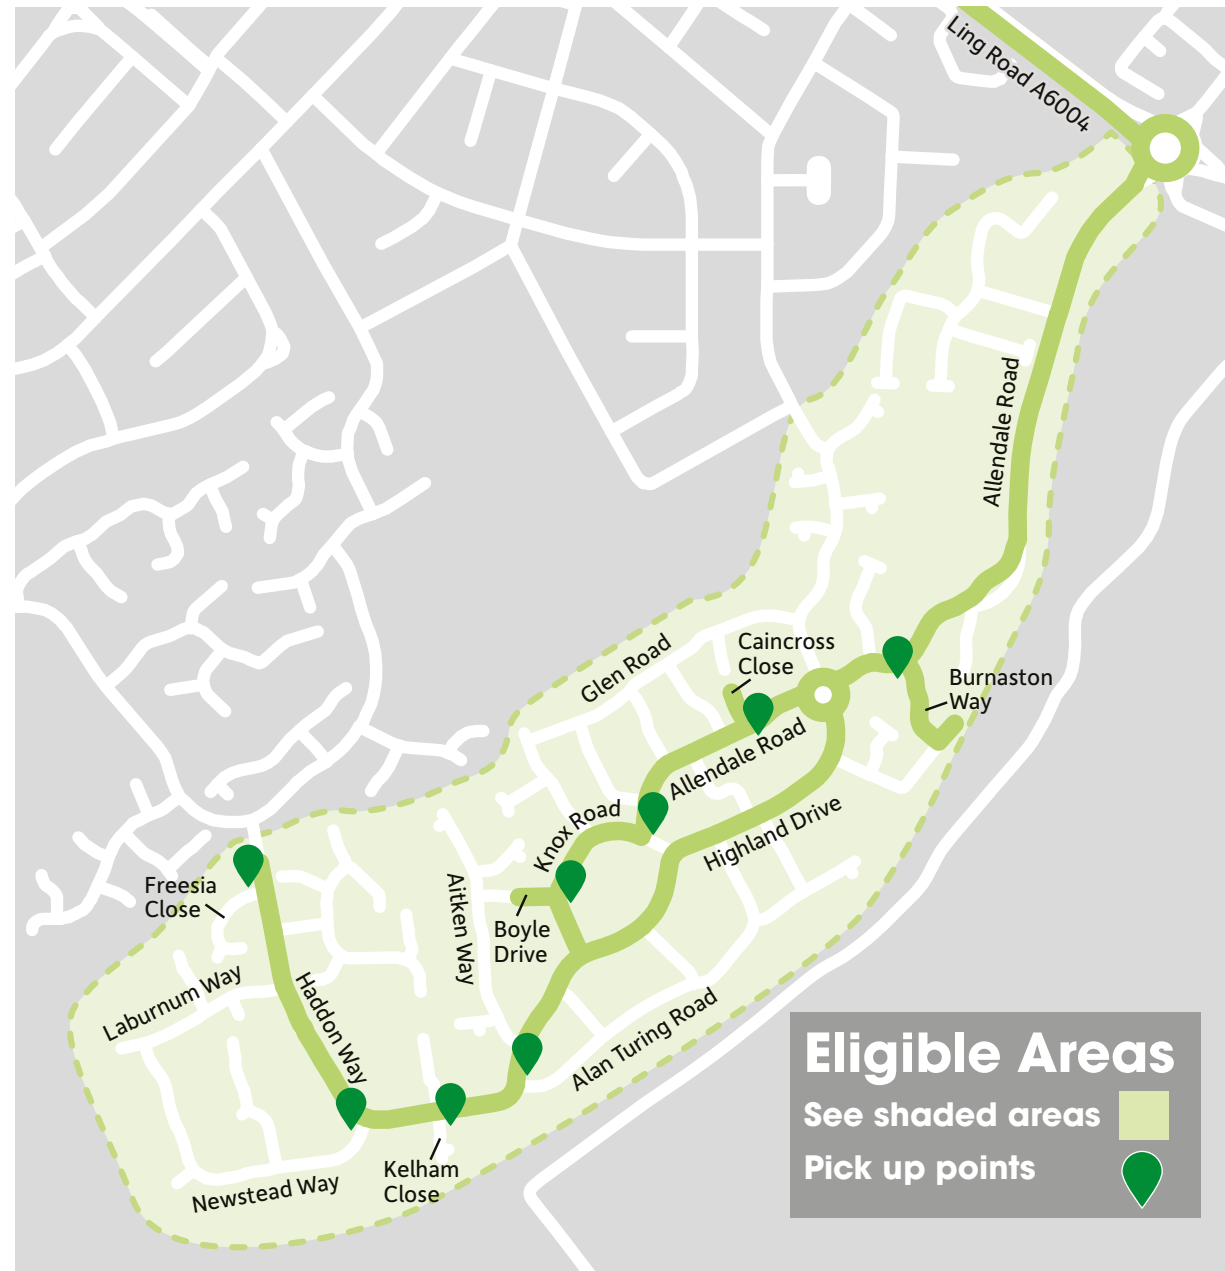 Ling Road A6004
Allendale Road
Caincross
Close
Glen Road
Burnaston
Way
Allendale Road
Knox Road
Highland Drive
Freesia
Close
Aitken Way
Boyle
Drive
Laburnum Way
Haddon Way
Alan Turing Road
Kelham
Close
Newstead Way
Eligible Areas
See shaded areas
Pick up points